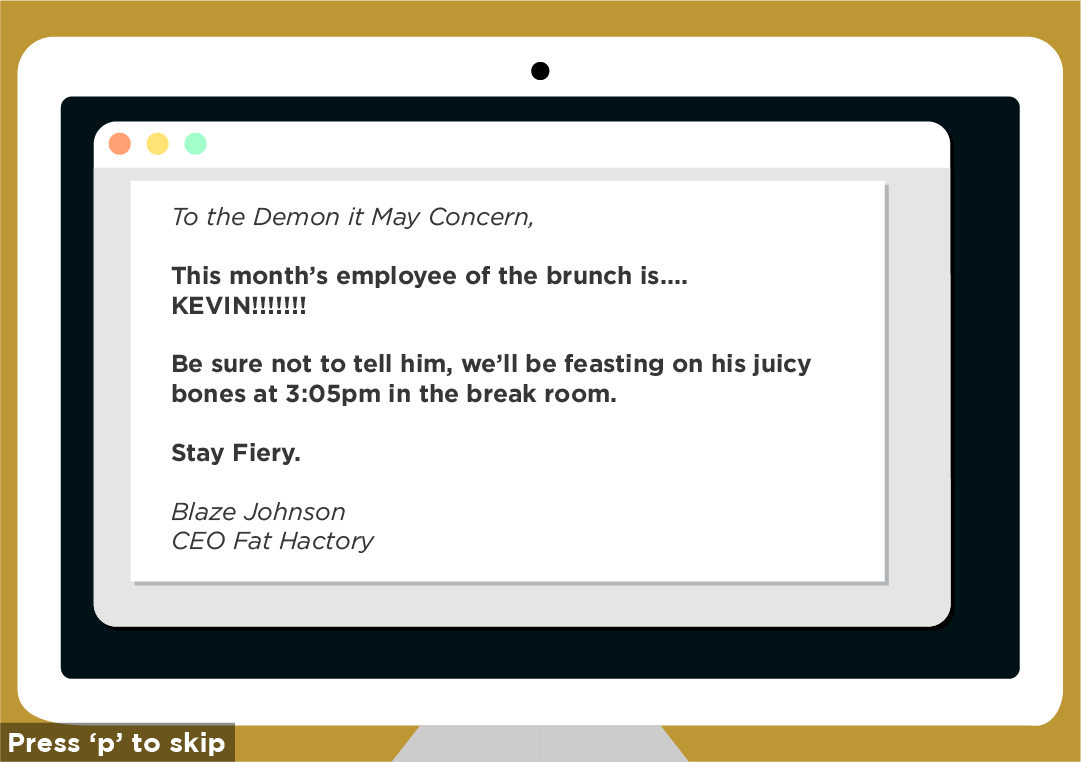 To the Demon it May Concern,
This month’s employee of the brunch is....
KEVIN!!!!!!!
Be sure not to tell him, we’ll be feasting on his juicy
bones at 3:05pm in the break room.
Stay Fiery.
Blaze Johnson
CEO Fat Hactory
Press ‘p’ to skip